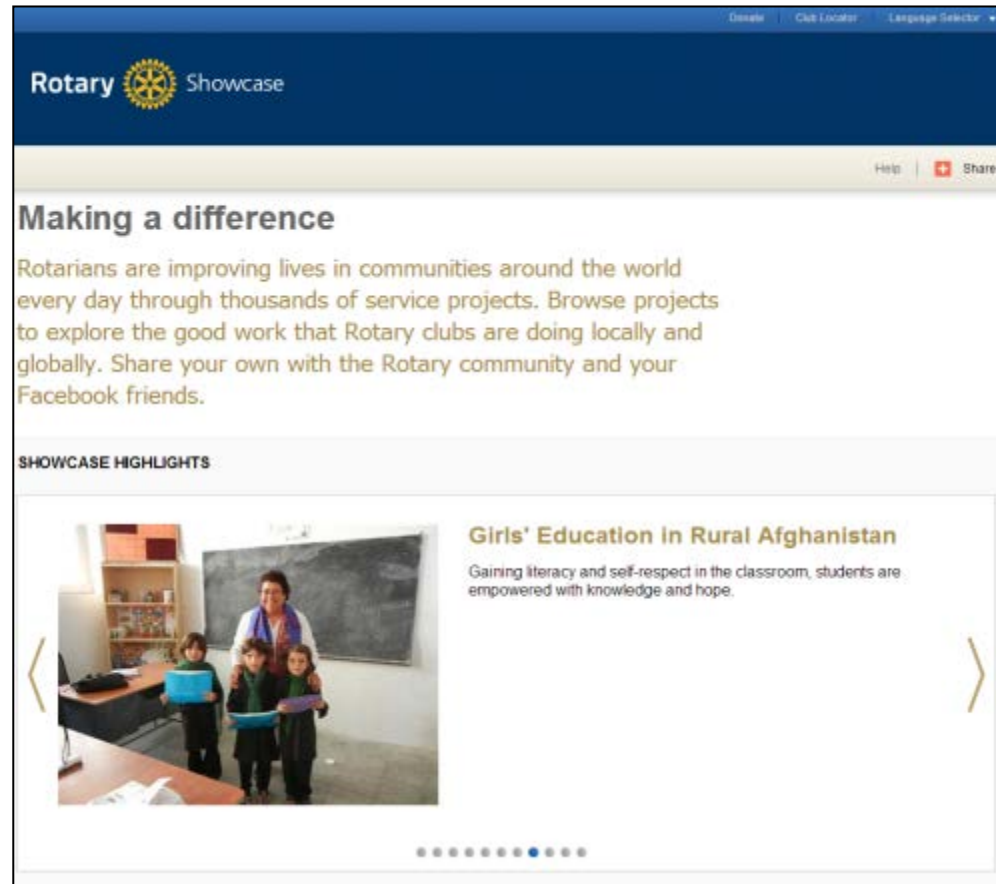 Donate Club Locator Language Selector
Rotary Showcase
Help Share
Making a difference
Rotarians are improving lives in communities around the world
every day through thousands of service projects. Browse projects
to explore the good work that Rotary clubs are doing locally and
globally. Share your own with the Rotary community and your
Facebook friends.
SHOWCASE HIGHLIGHTS
Girls' Education in Rural Afghanistan
Gaining literacy and self-respect in the classroom, students are
empowered with knowledge and hope.